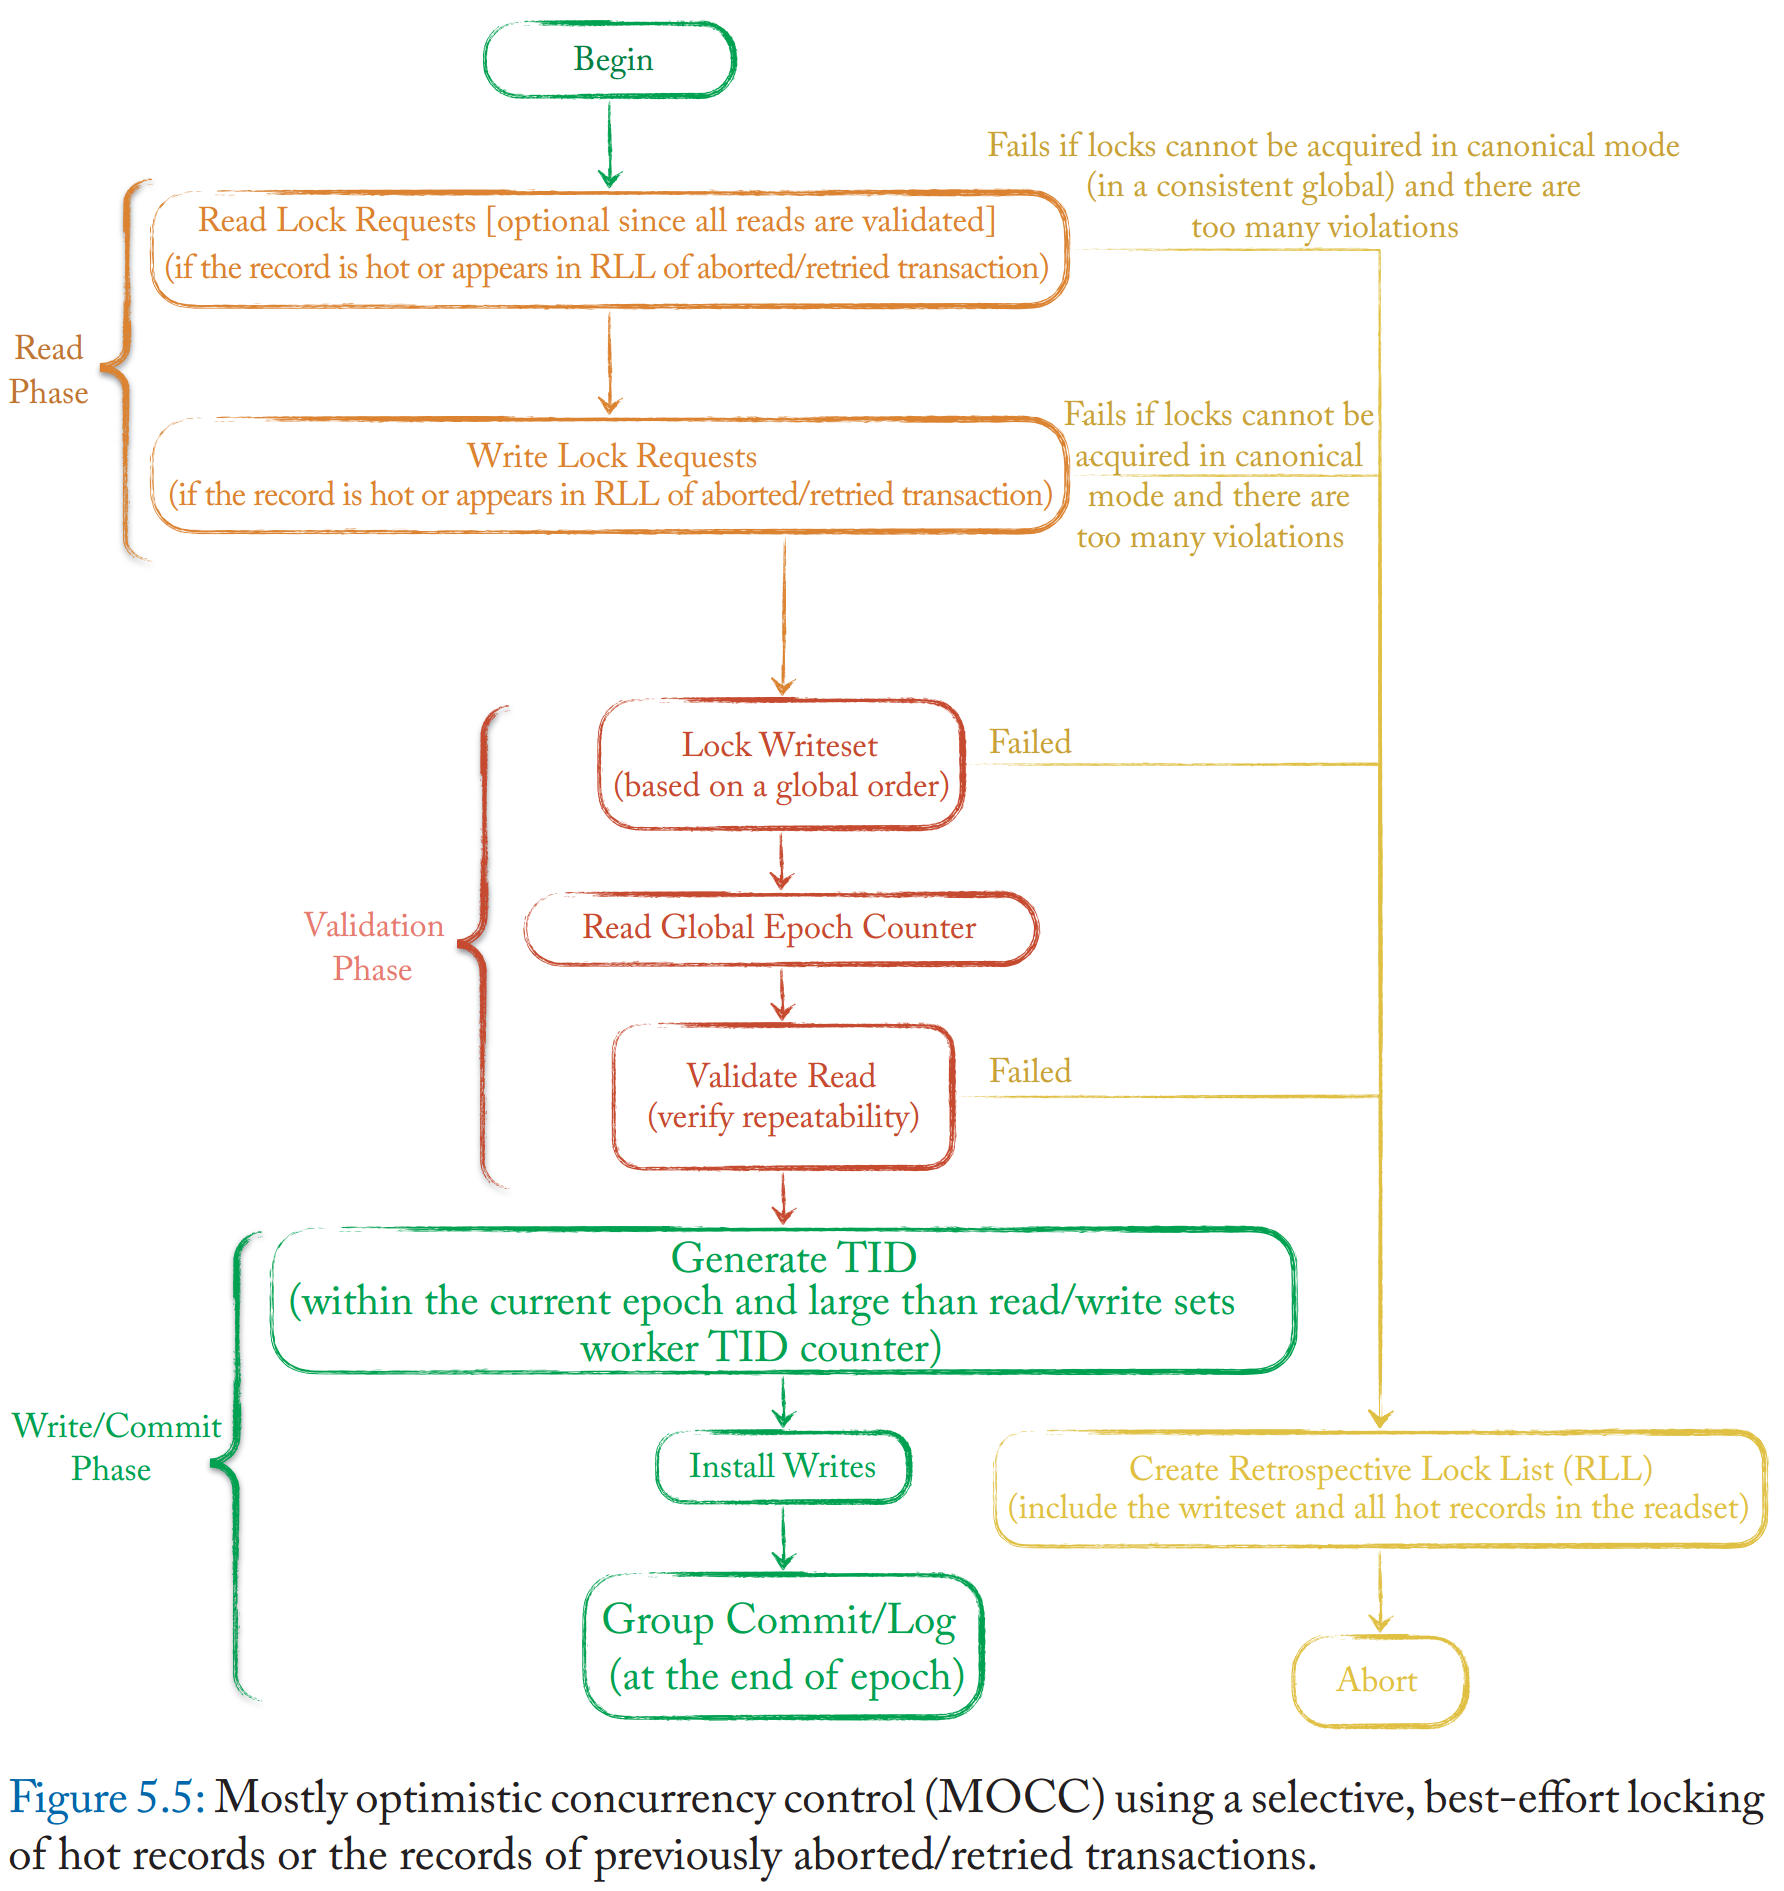 Begin
Fails if locks cannot be acquired in canonical mode
(in a consistent global) and there are
too many violations
Read Lock Requests [optional since all reads are validated]
(if the record is hot or appears in RLL of aborted/retried transaction)
Read
Phase
Fails if locks cannot be
acquired in canonical
mode and there are
too many violations
Write Lock Requests
(if the record is hot or appears in RLL of aborted/retried transaction)
Lock Writeset
(based on a global order)
Failed
Read Global Epoch Counter
Validation
Phase
Validate Read
(verify repeatability)
Failed
Generate TID
(within the current epoch and large than read/write sets
worker TID counter)
Write/Commit
Phase
Install Writes
Create Retrospective Lock List (RLL)
(include the writeset and all hot records in the readset)
Group Commit/Log
(at the end of epoch)
Abort
Figure 5.5: Mostly optimistic concurrency control (MOCC) using a selective, best-effort locking
of hot records or the records of previously aborted/retried transactions.